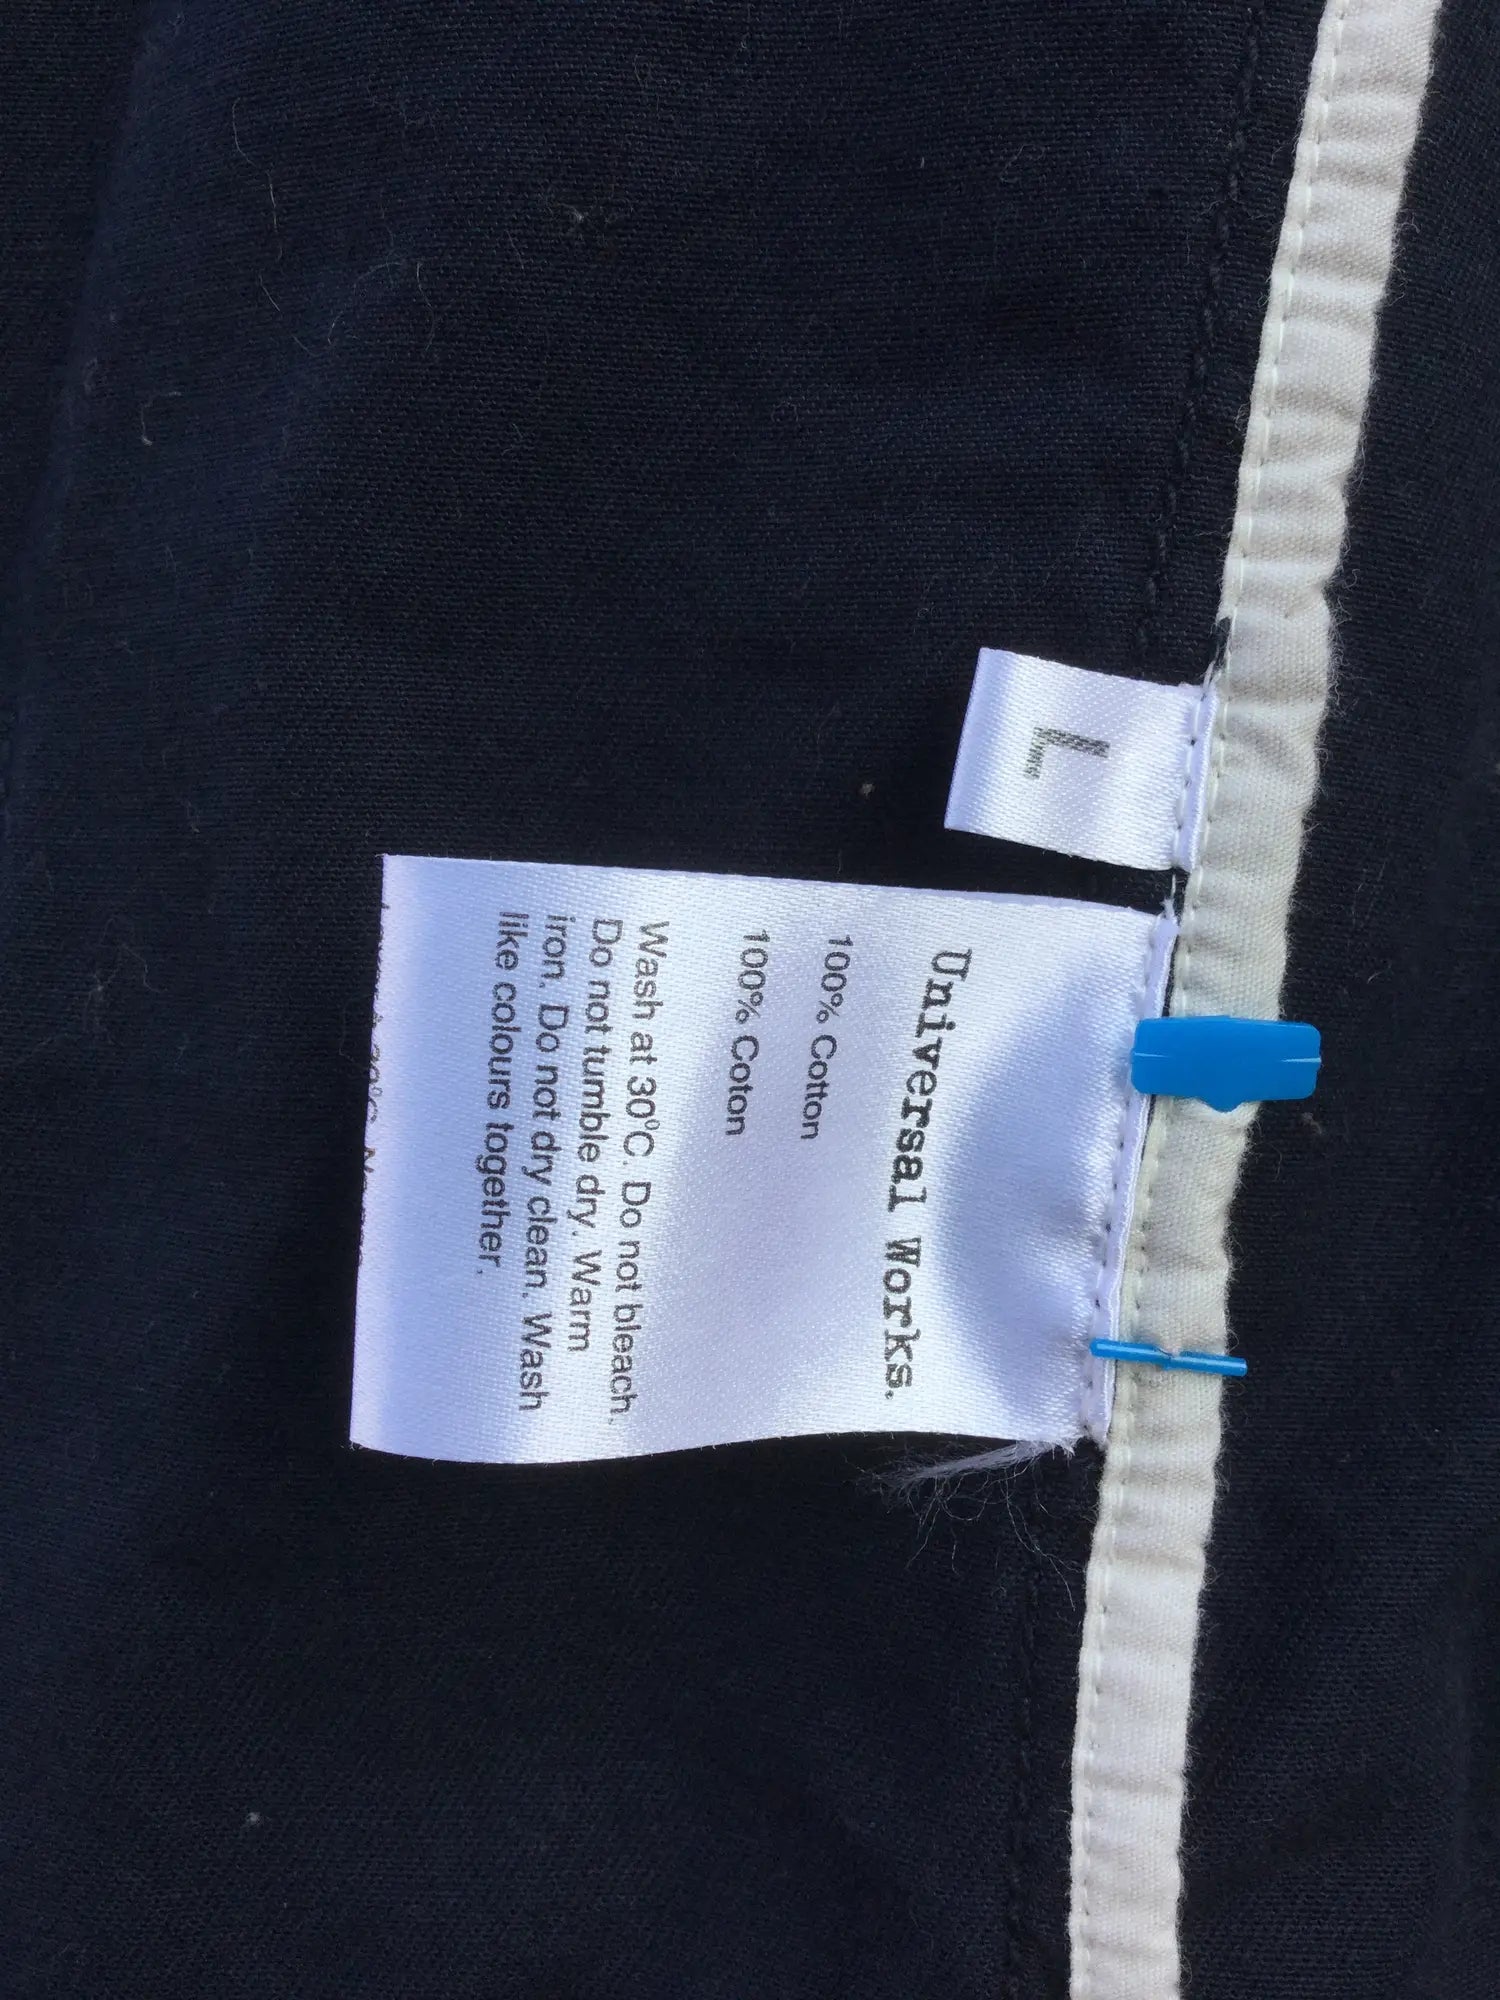 L
Universal Works.
100% Cotton
100% Coton
Wash at 30°C. Do not bleach.
Do not tumble dry. Warm
iron. Do not dry clean. Wash
like colours together.